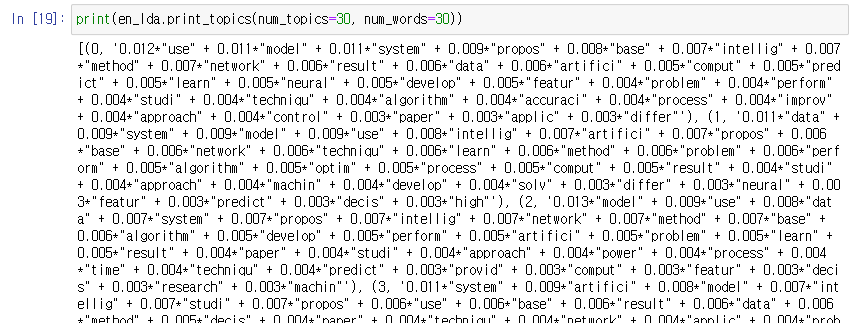 In [19]: print(en_lda.print_topics(num_topics=30, num_words=30))
[(0, '0.012*"use" + 0.011*"model" + 0.011*"system" + 0.009*"propos" + 0.008*"base" + 0.007*"intellig" + 0.007
*"method" + 0.007*"network" + 0.006*"result" + 0.006*"data" + 0.006*"artifici" + 0.005*"comput" + 0.005*"pred
ict" + 0.005*"learn" + 0.005*"neural" + 0.005*"develop" + 0.005*"featur" + 0.004*"problem" + 0.004*"perform"
+ 0.004*"studi" + 0.004*"techniqu" + 0.004*"algorithm" + 0.004*"accuraci" + 0.004*"process" + 0.004*"improv"
+ 0.004*"approach" + 0.004*"control" + 0.003*"paper" + 0.003*"applic" + 0.003*"differ"'), (1, '0.011*"data" +
0.009*"system" + 0.009*"model" + 0.009*"use" + 0.008*"intellig" + 0.007*"artifici" + 0.007*"propos" + 0.006
*"base" + 0.006*"network" + 0.006*"techniqu" + 0.006*"learn" + 0.006*"method" + 0.006*"problem" + 0.006*"perf
orm" + 0.005*"algorithm" + 0.005*"optim" + 0.005*"process" + 0.005*"comput" + 0.005*"result" + 0.004*"studi"
+ 0.004*"approach" + 0.004*"machin" + 0.004*"develop" + 0.004*"solv" + 0.003*"differ" + 0.003*"neural" + 0.00
3*"featur" + 0.003*"predict" + 0.003*"decis" + 0.003*"high"'), (2, '0.013*"model" + 0.009*"use" + 0.008*"dat
a" + 0.007*"system" + 0.007*"propos" + 0.007*"intellig" + 0.007*"network" + 0.007*"method" + 0.007*"base" +
0.006*"algorithm" + 0.005*"develop" + 0.005*"perform" + 0.005*"artifici" + 0.005*"problem" + 0.005*"learn" +
0.005*"result" + 0.004*"paper" + 0.004*"studi" + 0.004*"approach" + 0.004*"power" + 0.004*"process" + 0.004
*"time" + 0.004*"techniqu" + 0.004*"predict" + 0.003*"provid" + 0.003*"comput" + 0.003*"featur" + 0.003*"deci
s" + 0.003*"research" + 0.003*"machin"'), (3, '0.011*"system" + 0.009*"artifici" + 0.008*"model" + 0.007*"int
ellig" + 0.007*"studi" + 0.007*"propos" + 0.006*"use" + 0.006*"base" + 0.006*"result" + 0.006*"data" + 0.006
*"method" + 0.005*"decis" + 0.004*"paper" + 0.004*"techniqu" + 0.004*"network" + 0.004*"applic" + 0.004*"prob